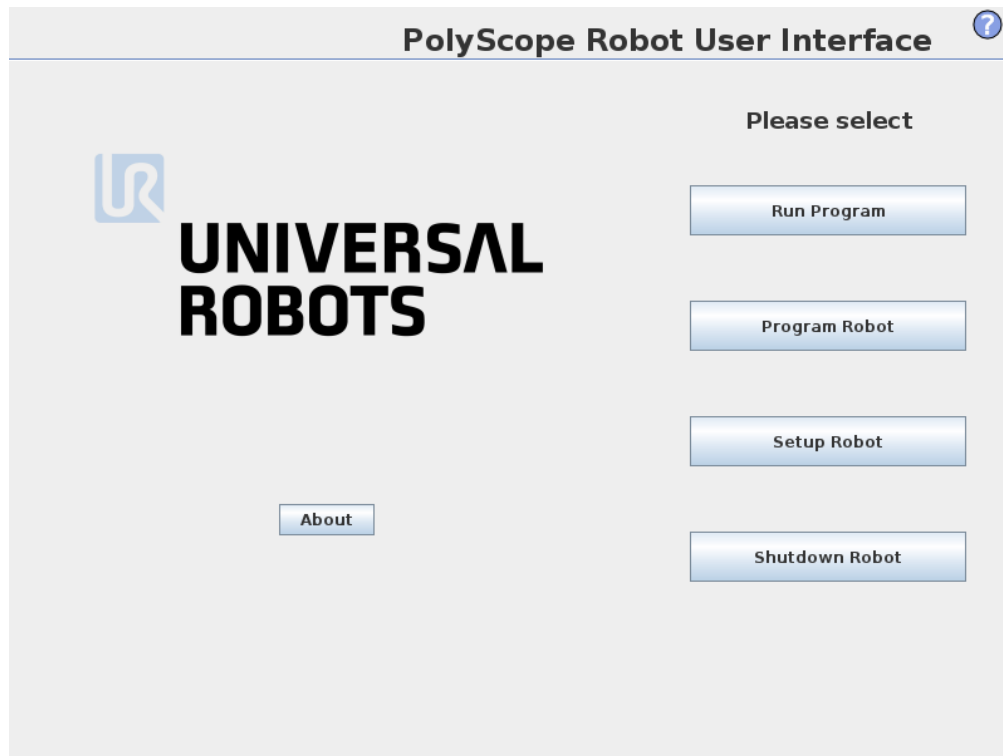 PolyScope Robot User Interface
?
Please select
UR
UNIVERSAL
ROBOTS
Run Program
Program Robot
Setup Robot
About
Shutdown Robot